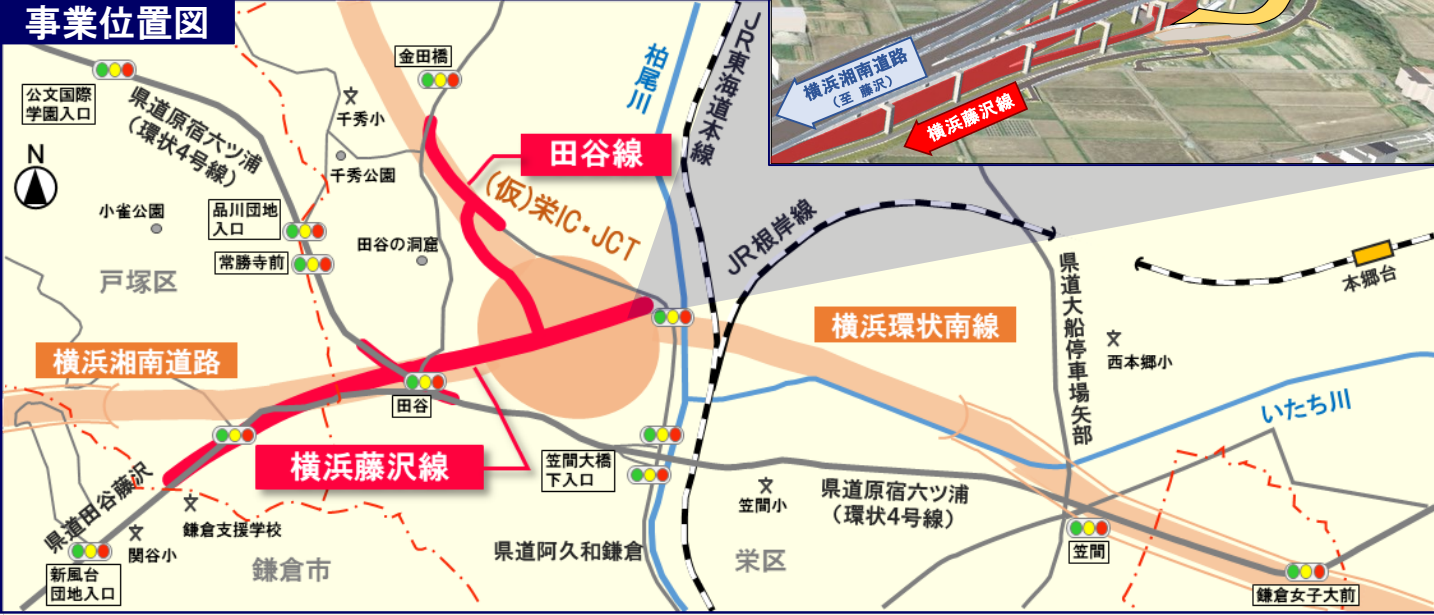 事業位置図
横浜湘南道路
(至 藤沢)
横浜藤沢線
金田橋
柏尾川
JR東海道本線
公文国際
学園入口
県道原宿六ツ浦
(環状4号線)
千秀小
N
田谷線
千秀公園
(仮)栄IC・JCT
小雀公園
品川団地
入口
田谷の洞窟
常勝寺前
戸塚区
JR根岸線
県道大船停車場矢部
本郷台
横浜環状南線
西本郷小
横浜湘南道路
田谷
いたち川
横浜藤沢線
笠間大橋
下入口
県道田谷藤沢
鎌倉支援学校
関谷小
新風台
団地入口
鎌倉市
県道阿久和鎌倉
笠間小
栄区
県道原宿六ツ浦
(環状4号線)
笠間
鎌倉女子大前